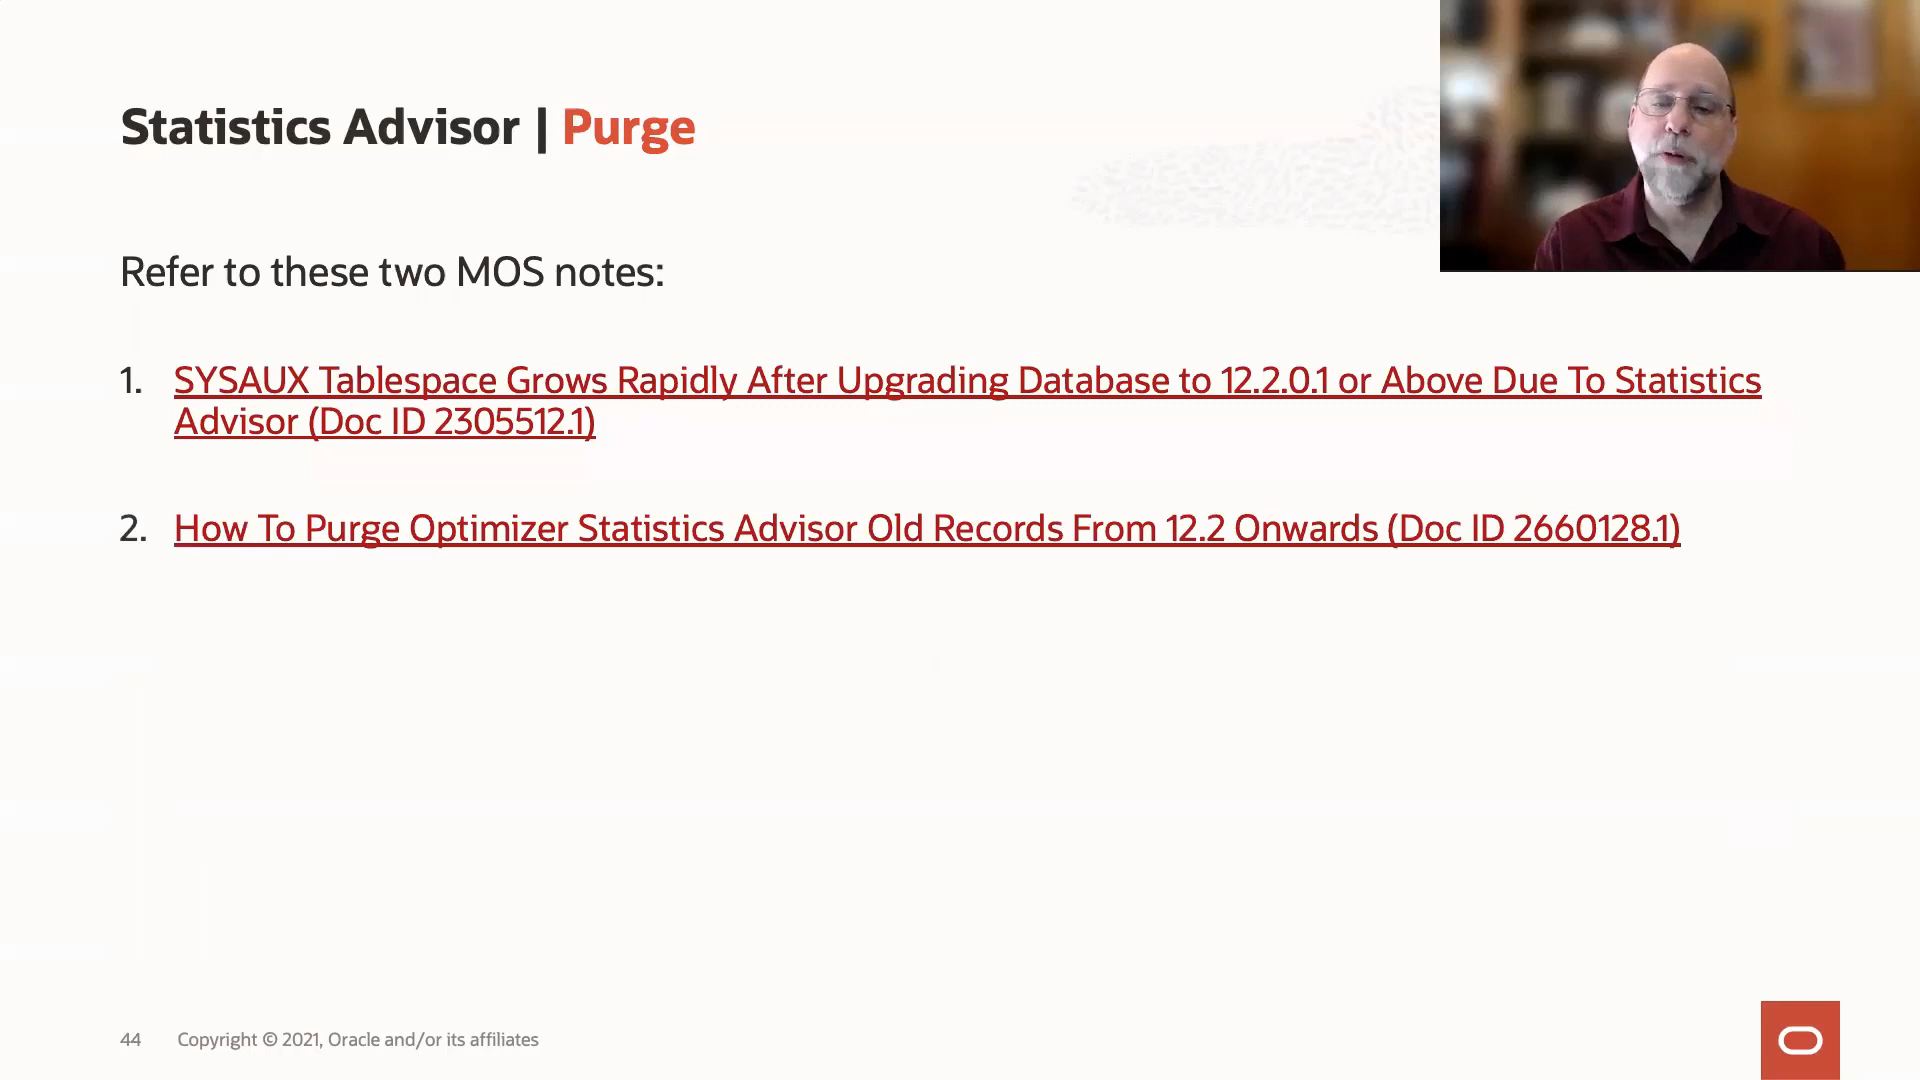 Statistics Advisor | Purge
Refer to these two MOS notes:
1. SYSAUX Tablespace Grows Rapidly After Upgrading Database to 12.2.0.1 or Above Due To Statistics
Advisor (Doc ID 2305512.1)
2. How To Purge Optimizer Statistics Advisor Old Records From 12.2 Onwards (Doc ID 2660128.1)
44 Copyright © 2021, Oracle and/or its affiliates